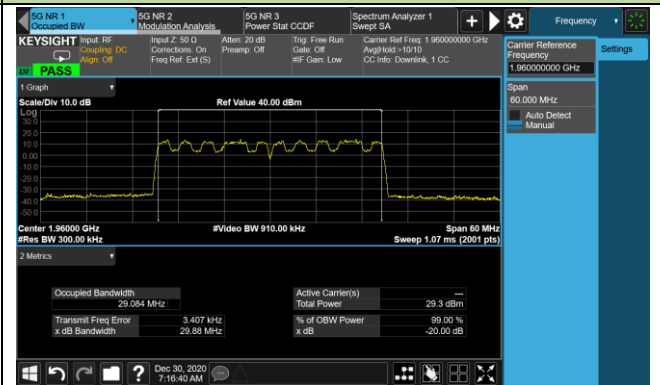 5G NR 1
Occupied BW
5G NR 2
Modulation Analysis
5G NR 3
Power Stat CCDF
Spectrum Analyzer 1
Swept SA
Frequency
KEYSIGHT
Input: RF
Coupling: DC
Align: Off
Input Z: 50 Ω
Corrections: On
Freq Ref: Ext (S)
Atten: 20 dB
Preamp: Off
Trig: Free Run
Gate: Off
#IF Gain: Low
Carrier Ref Freq: 1.960000000 GHz
Avg|Hold:>10/10
CC Info: Downlink, 1 CC
PASS
Carrier Reference
Frequency
1.960000000 GHz
Settings
Span
60.000 MHz
Auto Detect
Manual
1 Graph
Scale/Div 10.0 dB
Ref Value 40.00 dBm
Log
30.0
20.0
10.0
0.00
-10.0
-20.0
-30.0
-40.0
-50.0
Center 1.96000 GHz
#Video BW 910.00 kHz
Span 60 MHz
#Res BW 300.00 kHz
Sweep 1.07 ms (2001 pts)
2 Metrics
Occupied Bandwidth
29.084 MHz
Active Carrier(s)
---
Total Power
29.3 dBm
Transmit Freq Error
3.407 kHz
% of OBW Power
99.00 %
x dB Bandwidth
29.88 MHz
x dB
-20.00 dB
Dec 30, 2020
7:16:40 AM